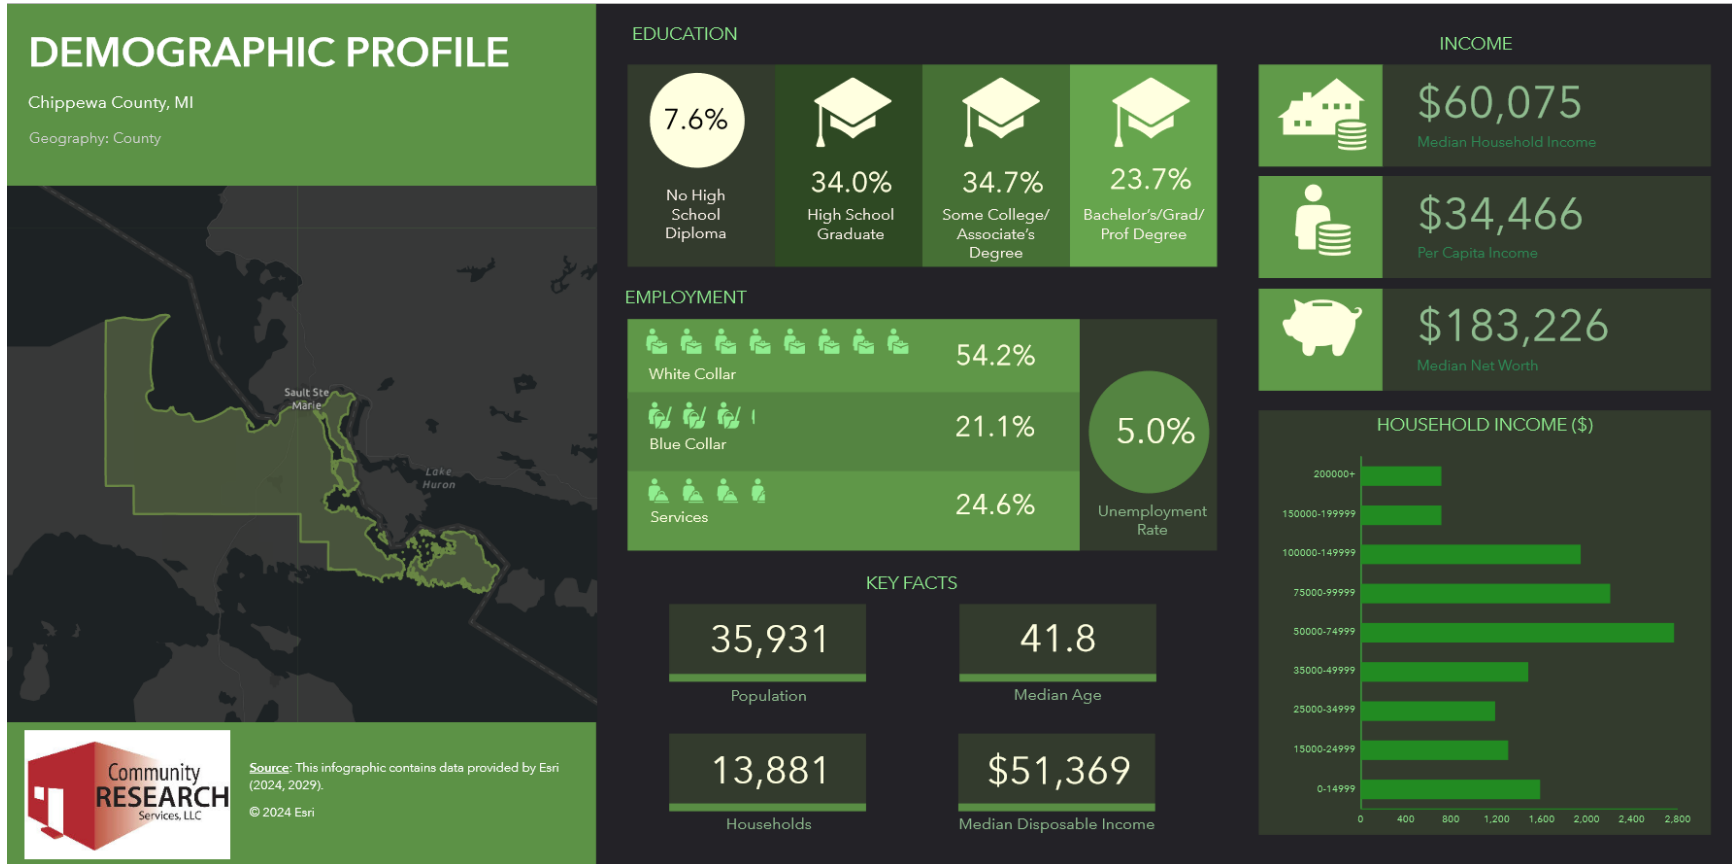 DEMOGRAPHIC PROFILE
Chippewa County, MI
Geography: County
Sault Ste
Marie
Lake
Huron
Community
RESEARCH
Services, LLC
Source: This infographic contains data provided by Esri
(2024, 2029).
© 2024 Esri
EDUCATION
7.6%
No High
School
Diploma
34.0%
High School
Graduate
34.7%
Some College/
Associate's
Degree
23.7%
Bachelor's/Grad/
Prof Degree
EMPLOYMENT
54.2%
White Collar
21.1%
Blue Collar
24.6%
Services
5.0%
Unemployment
Rate
KEY FACTS
35,931
Population
41.8
Median Age
13,881
Households
$51,369
Median Disposable Income
INCOME
$60,075
Median Household Income
$34,466
Per Capita Income
$183,226
Median Net Worth
HOUSEHOLD INCOME ($)
200000+
150000-199999
100000-149999
75000-99999
50000-74999
35000-49999
25000-34999
15000-24999
0-14999
0 400 800 1,200 1,600 2,000 2,400 2,800